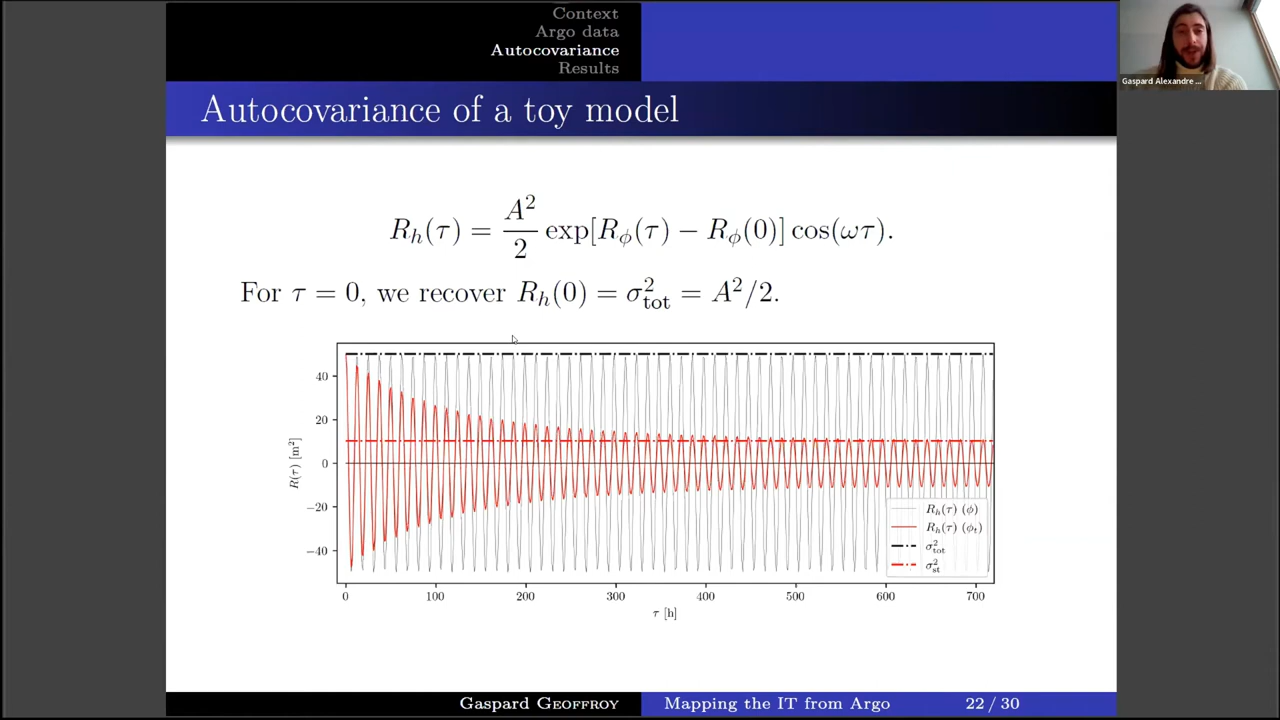 Context
Argo data
Autocovariance
Results
Gaspard Alexandre ...
Autocovariance of a toy model
R_h(τ) = A²/2 exp[R_ϕ(τ) − R_ϕ(0)] cos(ωτ).
For τ = 0, we recover R_h(0) = σ²_tot = A²/2.
R(τ) [m²]
40
20
0
−20
−40
R_h(τ) (ϕ)
R_h(τ) (ϕ_t)
σ²_tot
σ²_st
0 100 200 300 400 500 600 700
τ [h]
Gaspard Geoffroy Mapping the IT from Argo 22 / 30